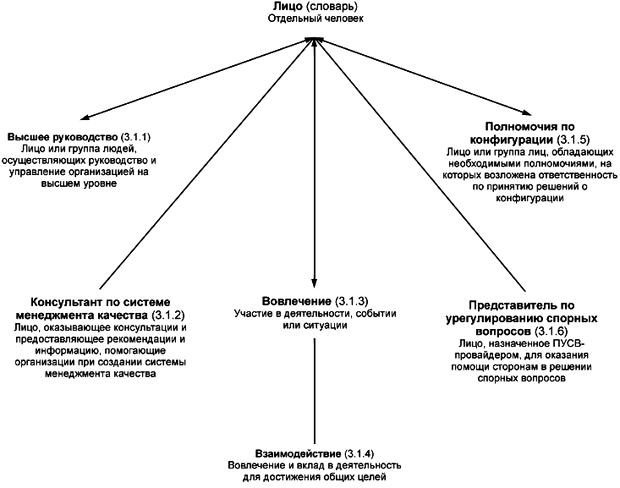 Лицо (словарь)
Отдельный человек
Высшее руководство (3.1.1)
Лицо или группа людей,
осуществляющих руководство и
управление организацией на
высшем уровне
Полномочия по
конфигурации (3.1.5)
Лицо или группа лиц, обладающих
необходимыми полномочиями, на
которых возложена ответственность
по принятию решений о
конфигурации
Консультант по системе
менеджмента качества (3.1.2)
Лицо, оказывающее консультации и
предоставляющее рекомендации и
информацию, помогающие
организации при создании системы
менеджмента качества
Вовлечение (3.1.3)
Участие в деятельности, событии
или ситуации
Представитель по
урегулированию спорных
вопросов (3.1.6)
Лицо, назначенное ПУСВ-
провайдером, для оказания
помощи сторонам в решении
спорных вопросов
Взаимодействие (3.1.4)
Вовлечение и вклад в деятельность
для достижения общих целей